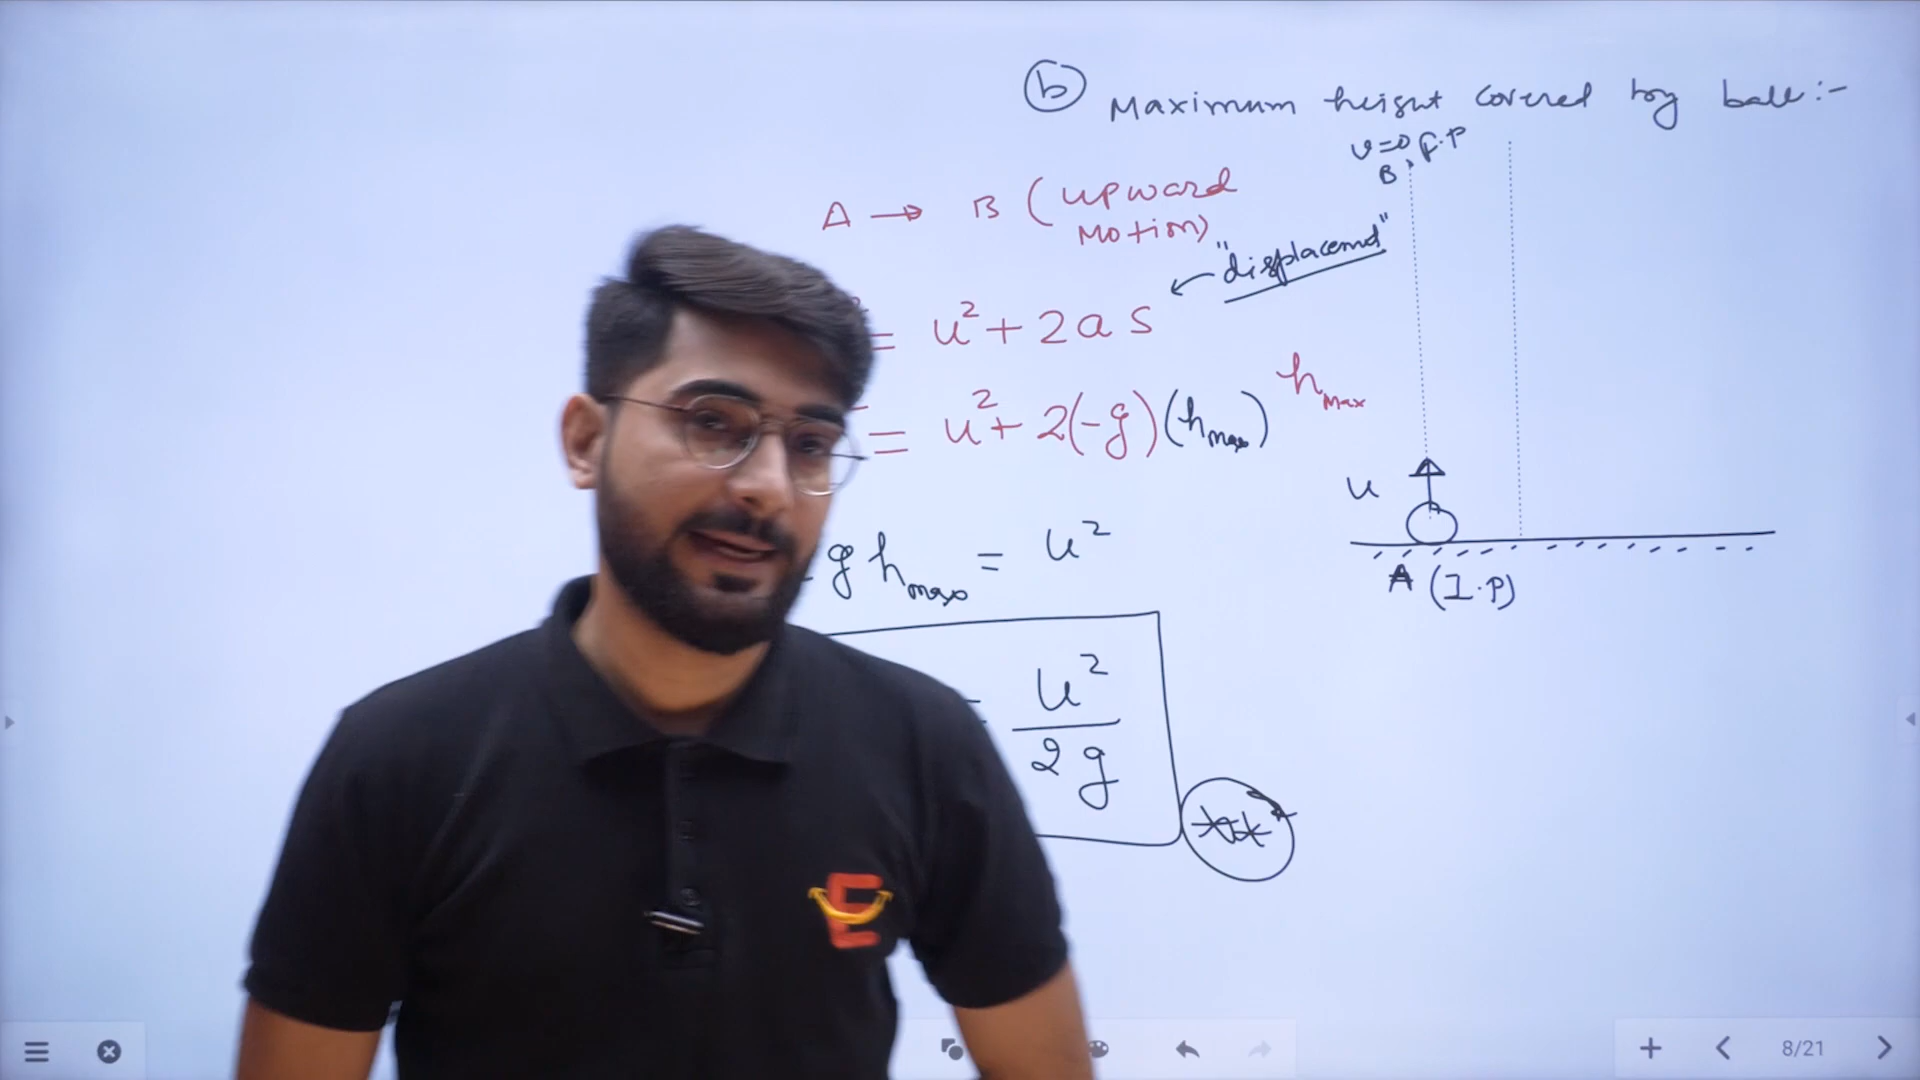 b Maximum height covered by ball:-
v=0 F.P
B
A → B (upward
Motion)
"displacemd"
= u² + 2as
= u² + 2(-g)(hmax)
hmax
u
g hmax = u²
A (I.P)
u²
2g
E
8/21